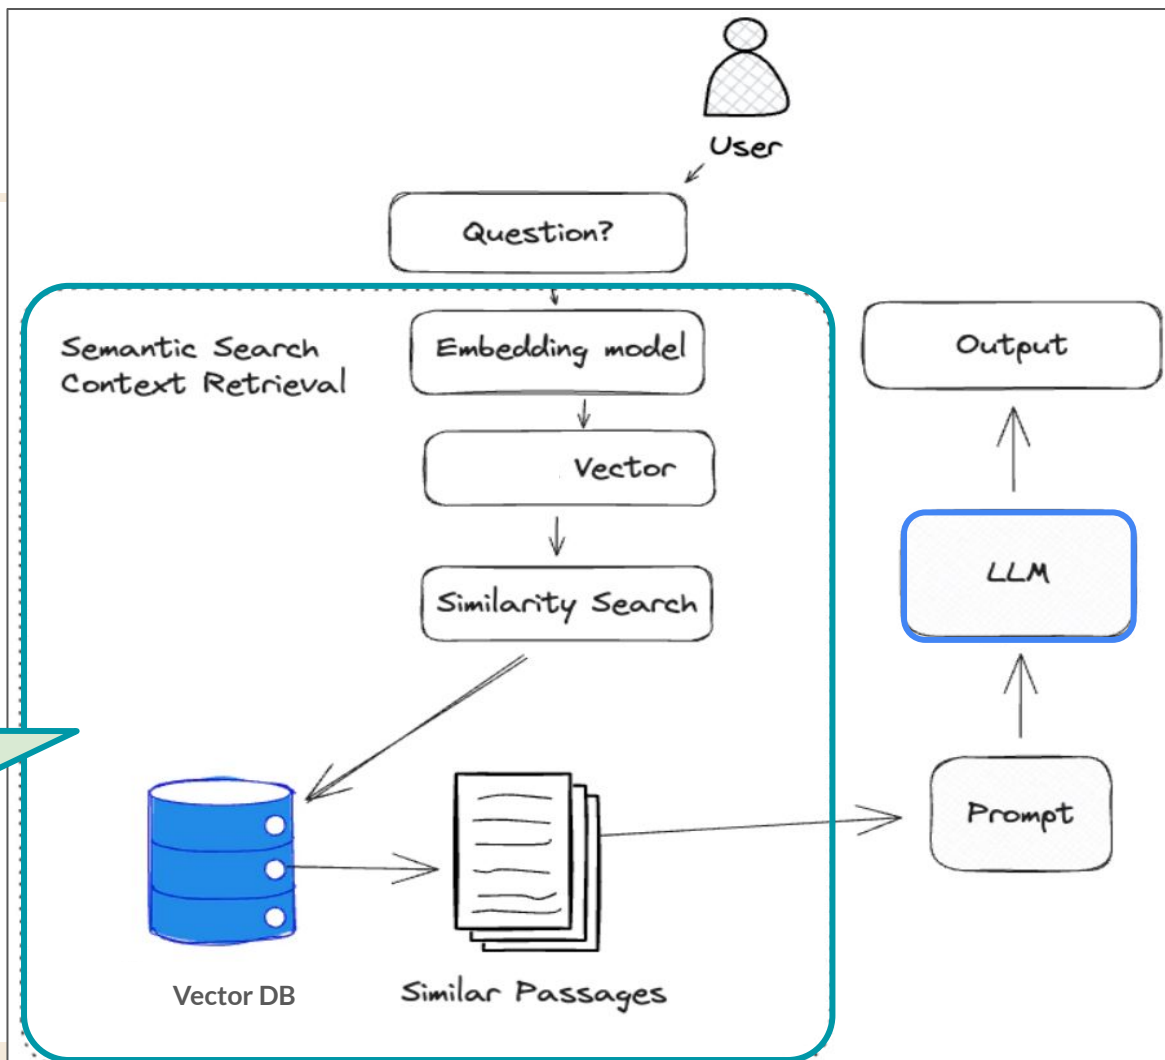 User
Question?
Semantic Search
Context Retrieval
Embedding model
Vector
Similarity Search
Vector DB
Similar Passages
Prompt
LLM
Output